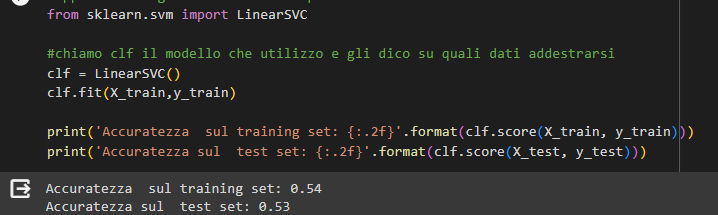 from sklearn.svm import LinearSVC
#chiamo clf il modello che utilizzo e gli dico su quali dati addestrarsi
clf = LinearSVC()
clf.fit(X_train,y_train)
print('Accuratezza  sul training set: {:.2f}'.format(clf.score(X_train, y_train)))
print('Accuratezza sul  test set: {:.2f}'.format(clf.score(X_test, y_test)))
Accuratezza  sul training set: 0.54
Accuratezza sul  test set: 0.53